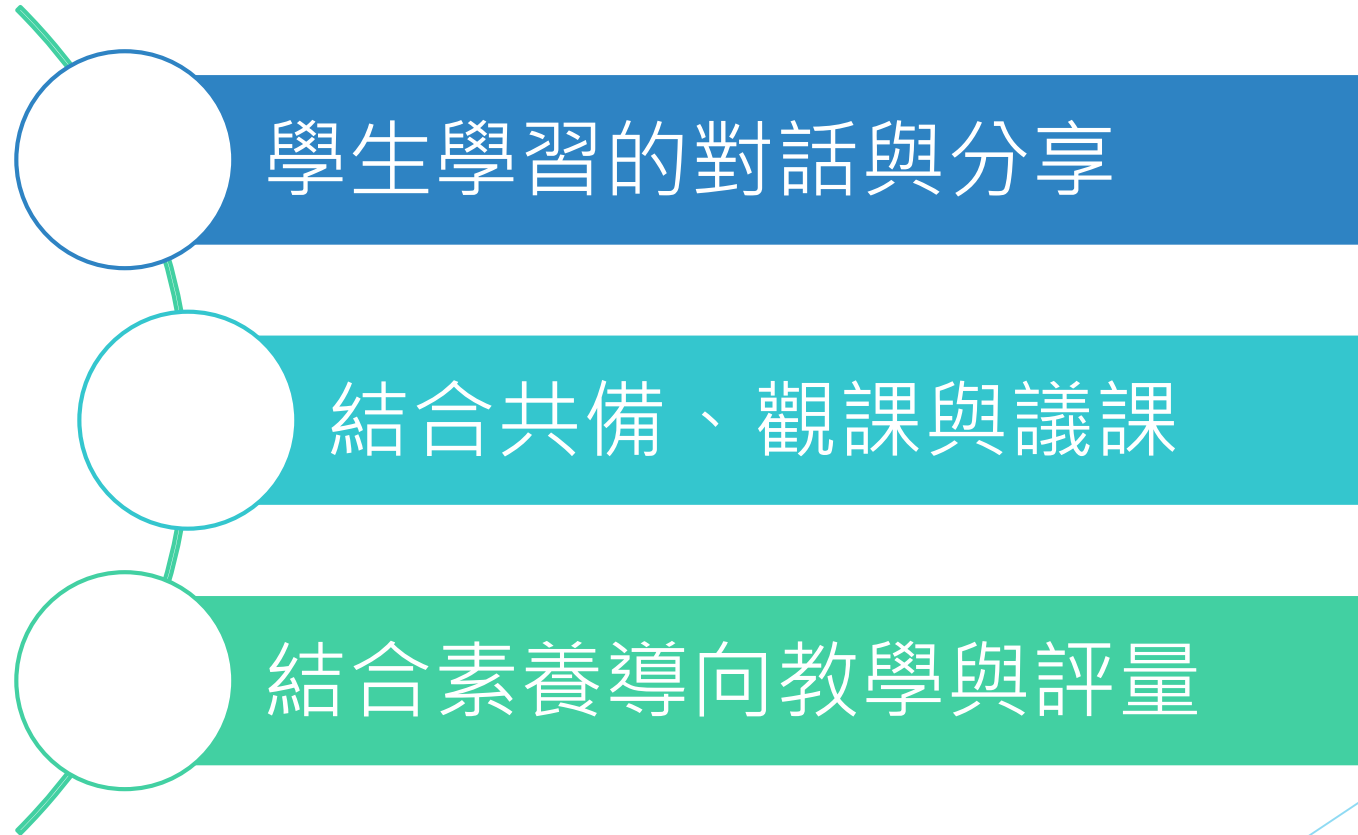 學生學習的對話與分享
結合共備、觀課與議課
結合素養導向教學與評量